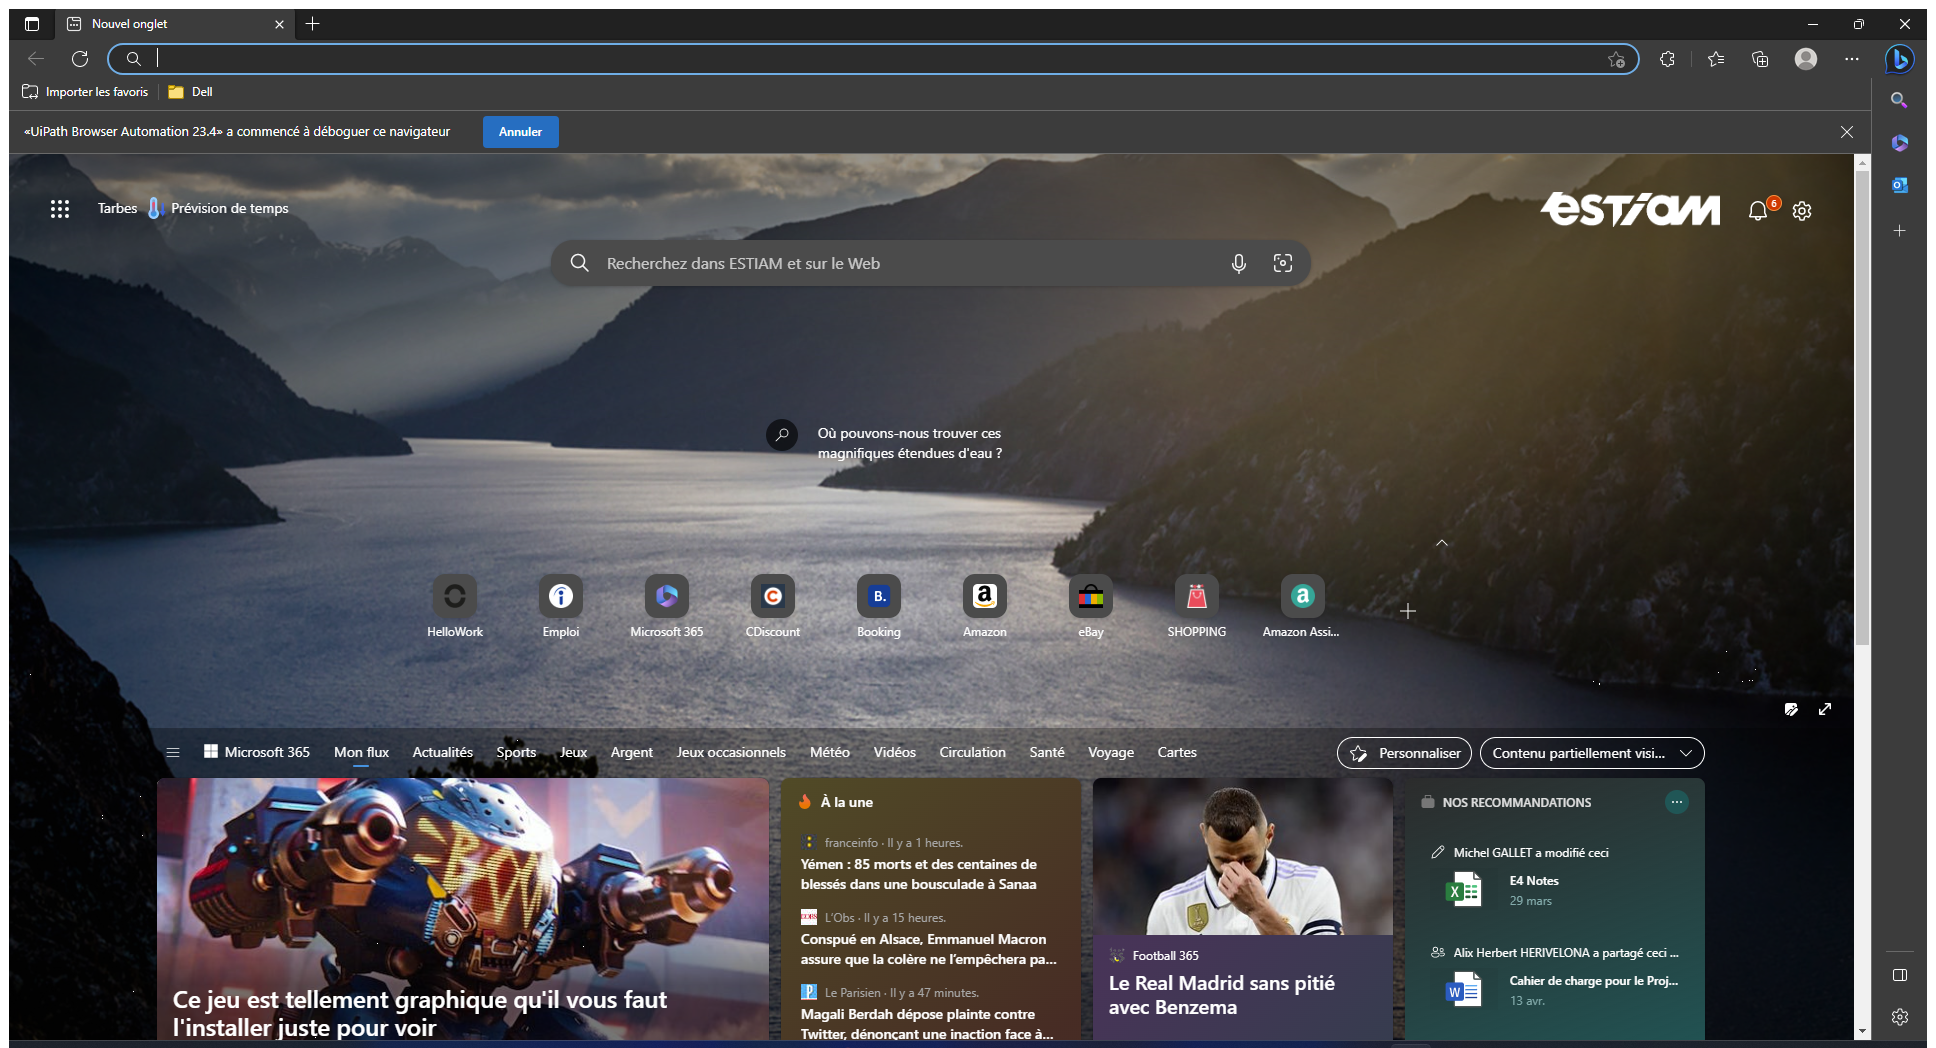 Nouvel onglet
Importer les favoris
Dell
«UiPath Browser Automation 23.4» a commencé à déboguer ce navigateur
Annuler
Tarbes
Prévision de temps
ESTIAM
6
Recherchez dans ESTIAM et sur le Web
Où pouvons-nous trouver ces
magnifiques étendues d'eau ?
HelloWork
Emploi
Microsoft 365
CDiscount
B.
Booking
a
Amazon
eBay
SHOPPING
a
Amazon Assi...
Microsoft 365
Mon flux
Actualités
Sports
Jeux
Argent
Jeux occasionnels
Météo
Vidéos
Circulation
Santé
Voyage
Cartes
Personnaliser
Contenu partiellement visi...
Ce jeu est tellement graphique qu'il vous faut
l'installer juste pour voir
À la une
franceinfo · Il y a 1 heures.
Yémen : 85 morts et des centaines de
blessés dans une bousculade à Sanaa
L'Obs · Il y a 15 heures.
Conspué en Alsace, Emmanuel Macron
assure que la colère ne l'empêchera pa...
Le Parisien · Il y a 47 minutes.
Magali Berdah dépose plainte contre
Twitter, dénonçant une inaction face à...
Football 365
Le Real Madrid sans pitié
avec Benzema
NOS RECOMMANDATIONS
Michel GALLET a modifié ceci
E4 Notes
29 mars
Alix Herbert HERIVELONA a partagé ceci ...
Cahier de charge pour le Proj...
13 avr.